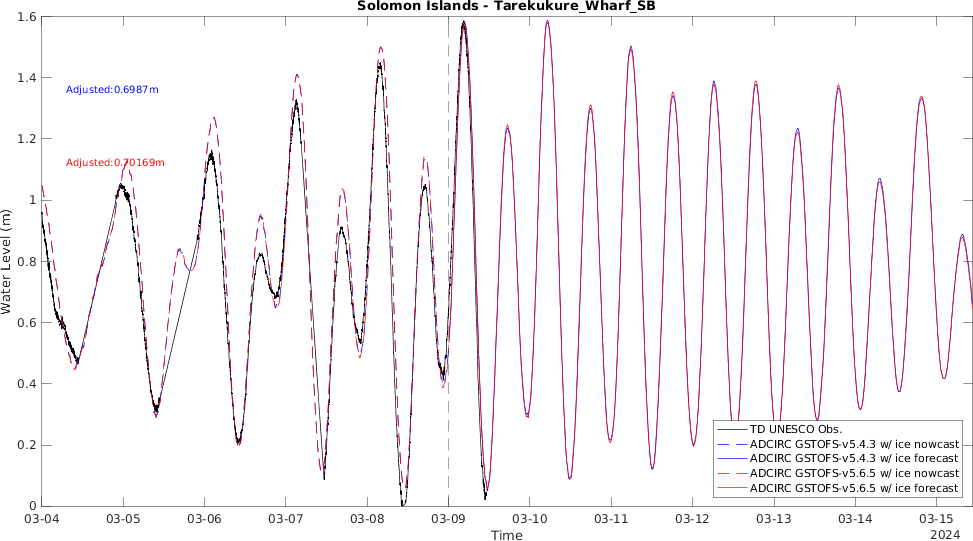 Solomon Islands - Tarekukure_Wharf_SB
1.6
1.4
1.2
1
0.8
0.6
0.4
0.2
0
Water Level (m)
Adjusted:0.6987m
Adjusted:0.70169m
TD UNESCO Obs.
ADCIRC GSTOFS-v5.4.3 w/ ice nowcast
ADCIRC GSTOFS-v5.4.3 w/ ice forecast
ADCIRC GSTOFS-v5.6.5 w/ ice nowcast
ADCIRC GSTOFS-v5.6.5 w/ ice forecast
03-04 03-05 03-06 03-07 03-08 03-09 03-10 03-11 03-12 03-13 03-14 03-15
2024
Time